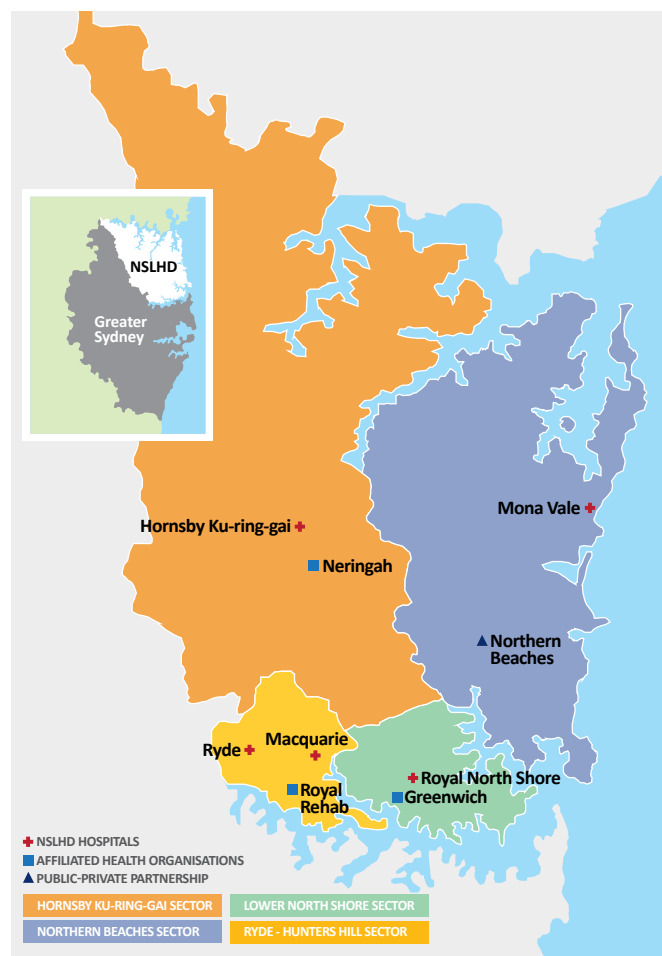 NSLHD
Greater
Sydney
Mona Vale
Hornsby Ku-ring-gai
Neringah
Northern
Beaches
Macquarie
Ryde
Royal North Shore
Royal
Rehab
Greenwich
NSLHD HOSPITALS
AFFILIATED HEALTH ORGANISATIONS
PUBLIC-PRIVATE PARTNERSHIP
HORNSBY KU-RING-GAI SECTOR
LOWER NORTH SHORE SECTOR
NORTHERN BEACHES SECTOR
RYDE - HUNTERS HILL SECTOR